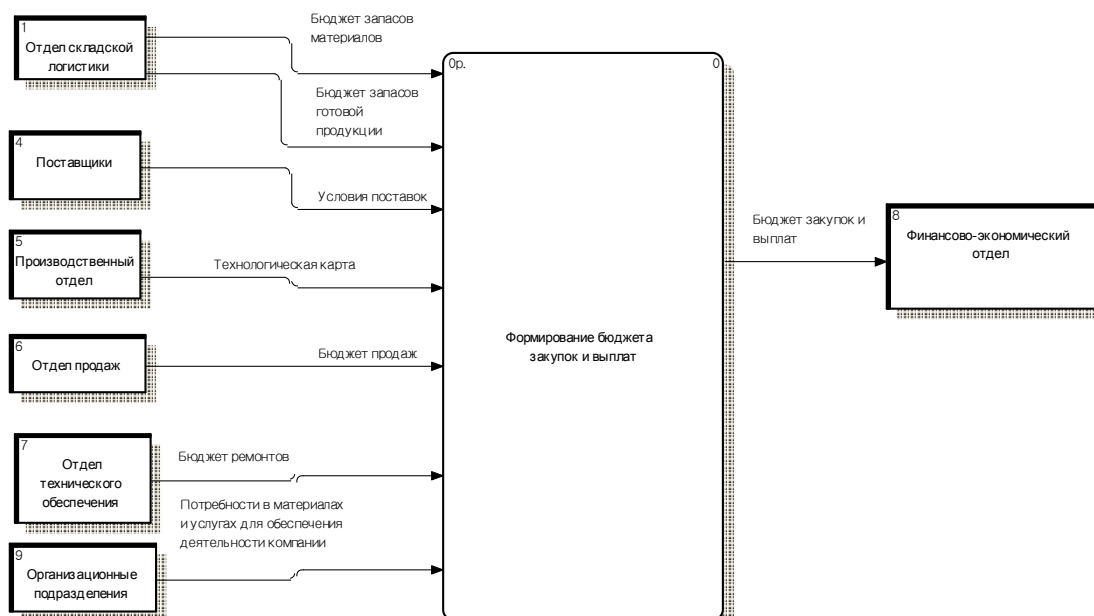 1
Отдел складской
логистики
Бюджет запасов
материалов
Бюджет запасов
готовой
продукции
4
Поставщики
Условия поставок
5
Производственный
отдел
Технологическая карта
6
Отдел продаж
Бюджет продаж
7
Отдел
технического
обеспечения
Бюджет ремонтов
Потребности в материалах
и услугах для обеспечения
деятельности компании
9
Организационные
подразделения
0р.
0
Формирование бюджета
закупок и выплат
Бюджет закупок и
выплат
8
Финансово-экономический
отдел